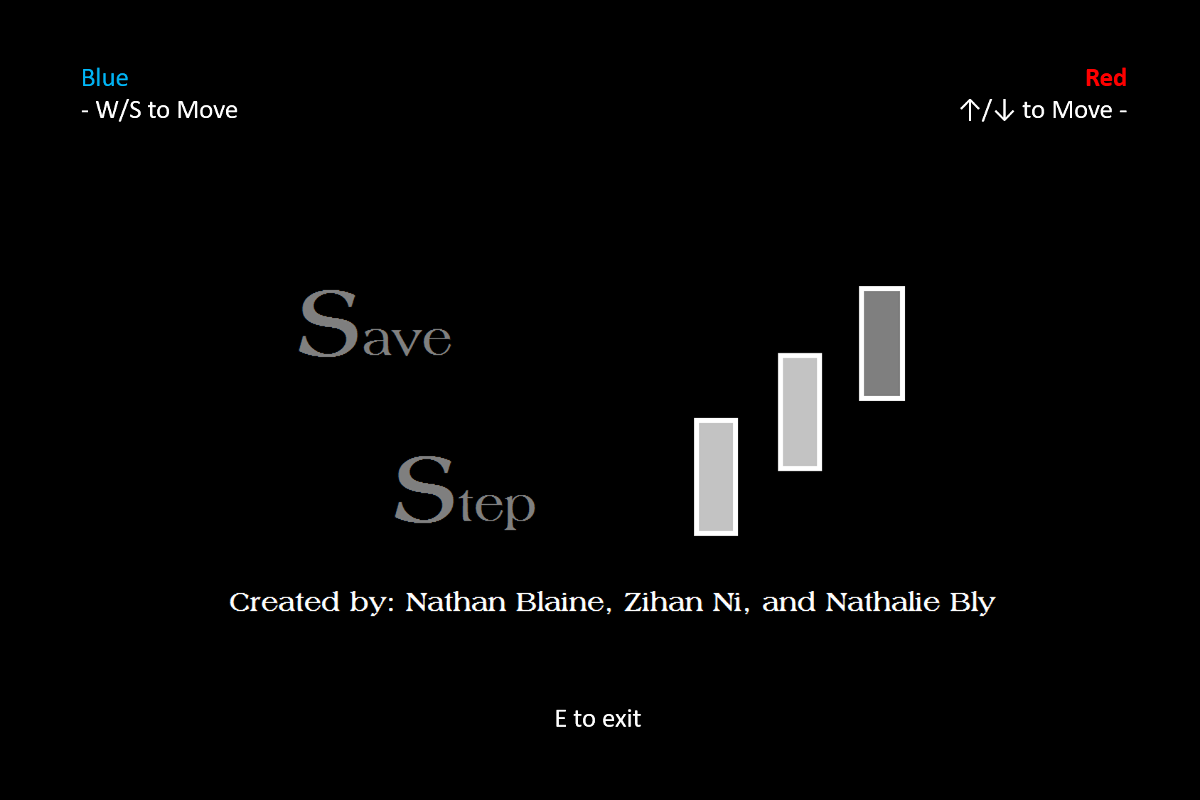 Blue
- W/S to Move
Red
↑/↓ to Move -
Save
Step
Created by: Nathan Blaine, Zihan Ni, and Nathalie Bly
E to exit